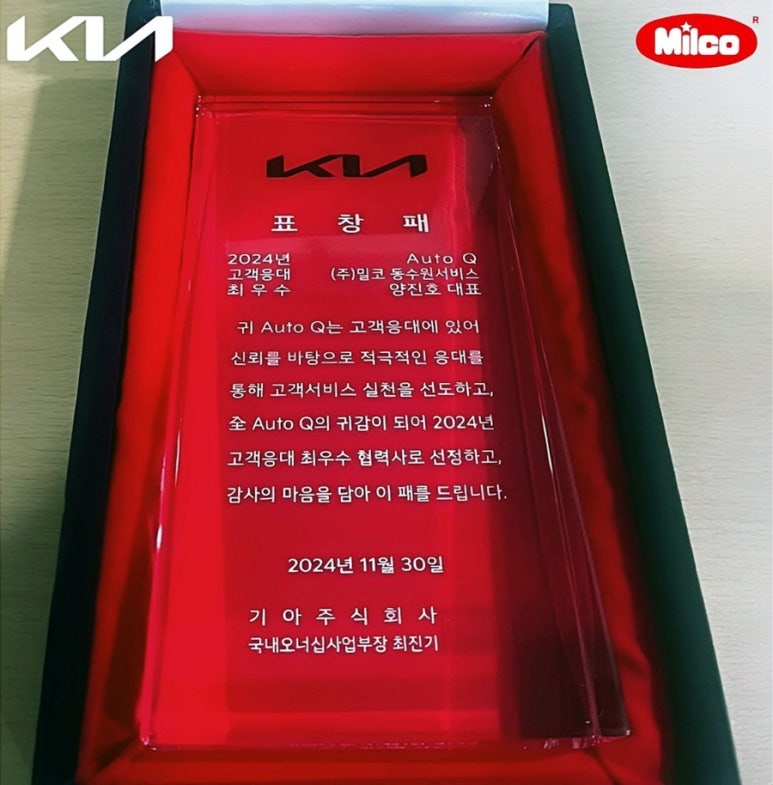 KIA
Milco R
KIA
표 창 패
2024년 Auto Q
고객응대 (주)밀코 동수원서비스
최 우 수 양진호 대표
귀 Auto Q는 고객응대에 있어
신뢰를 바탕으로 적극적인 응대를
통해 고객서비스 실천을 선도하고,
全 Auto Q의 귀감이 되어 2024년
고객응대 최우수 협력사로 선정하고,
감사의 마음을 담아 이 패를 드립니다.
2024년 11월 30일
기 아 주 식 회 사
국내오너십사업부장 최진기